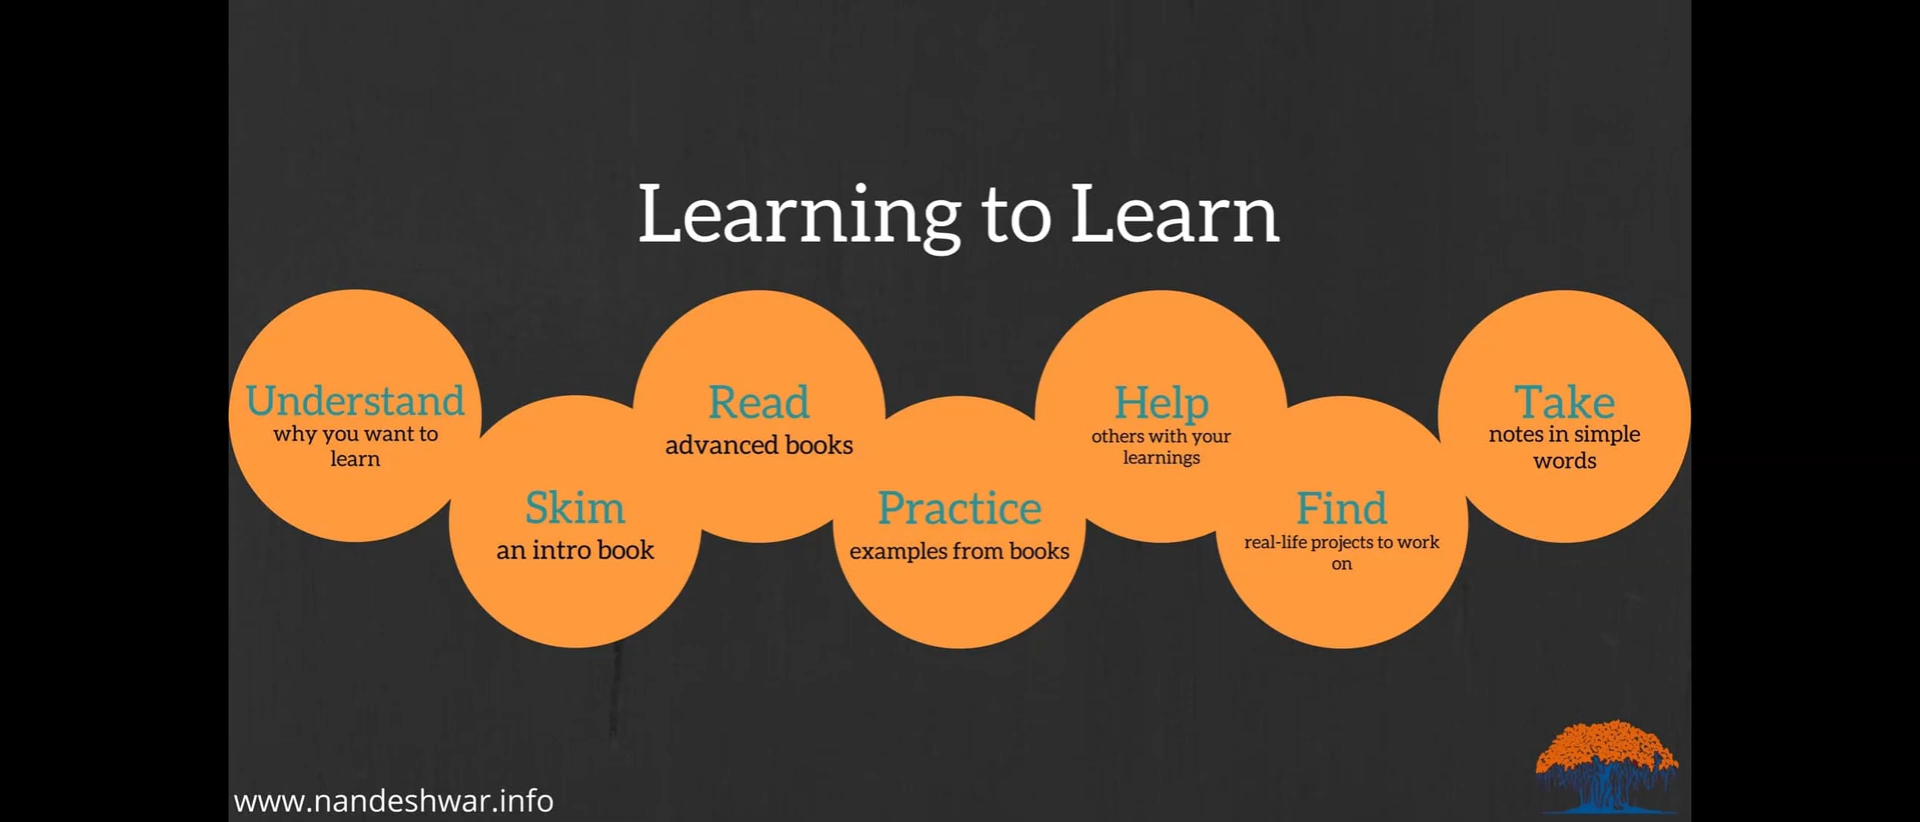 Learning to Learn
Understand
why you want to
learn
Skim
an intro book
Read
advanced books
Practice
examples from books
Help
others with your
learnings
Find
real-life projects to work
on
Take
notes in simple
words
www.nandeshwar.info